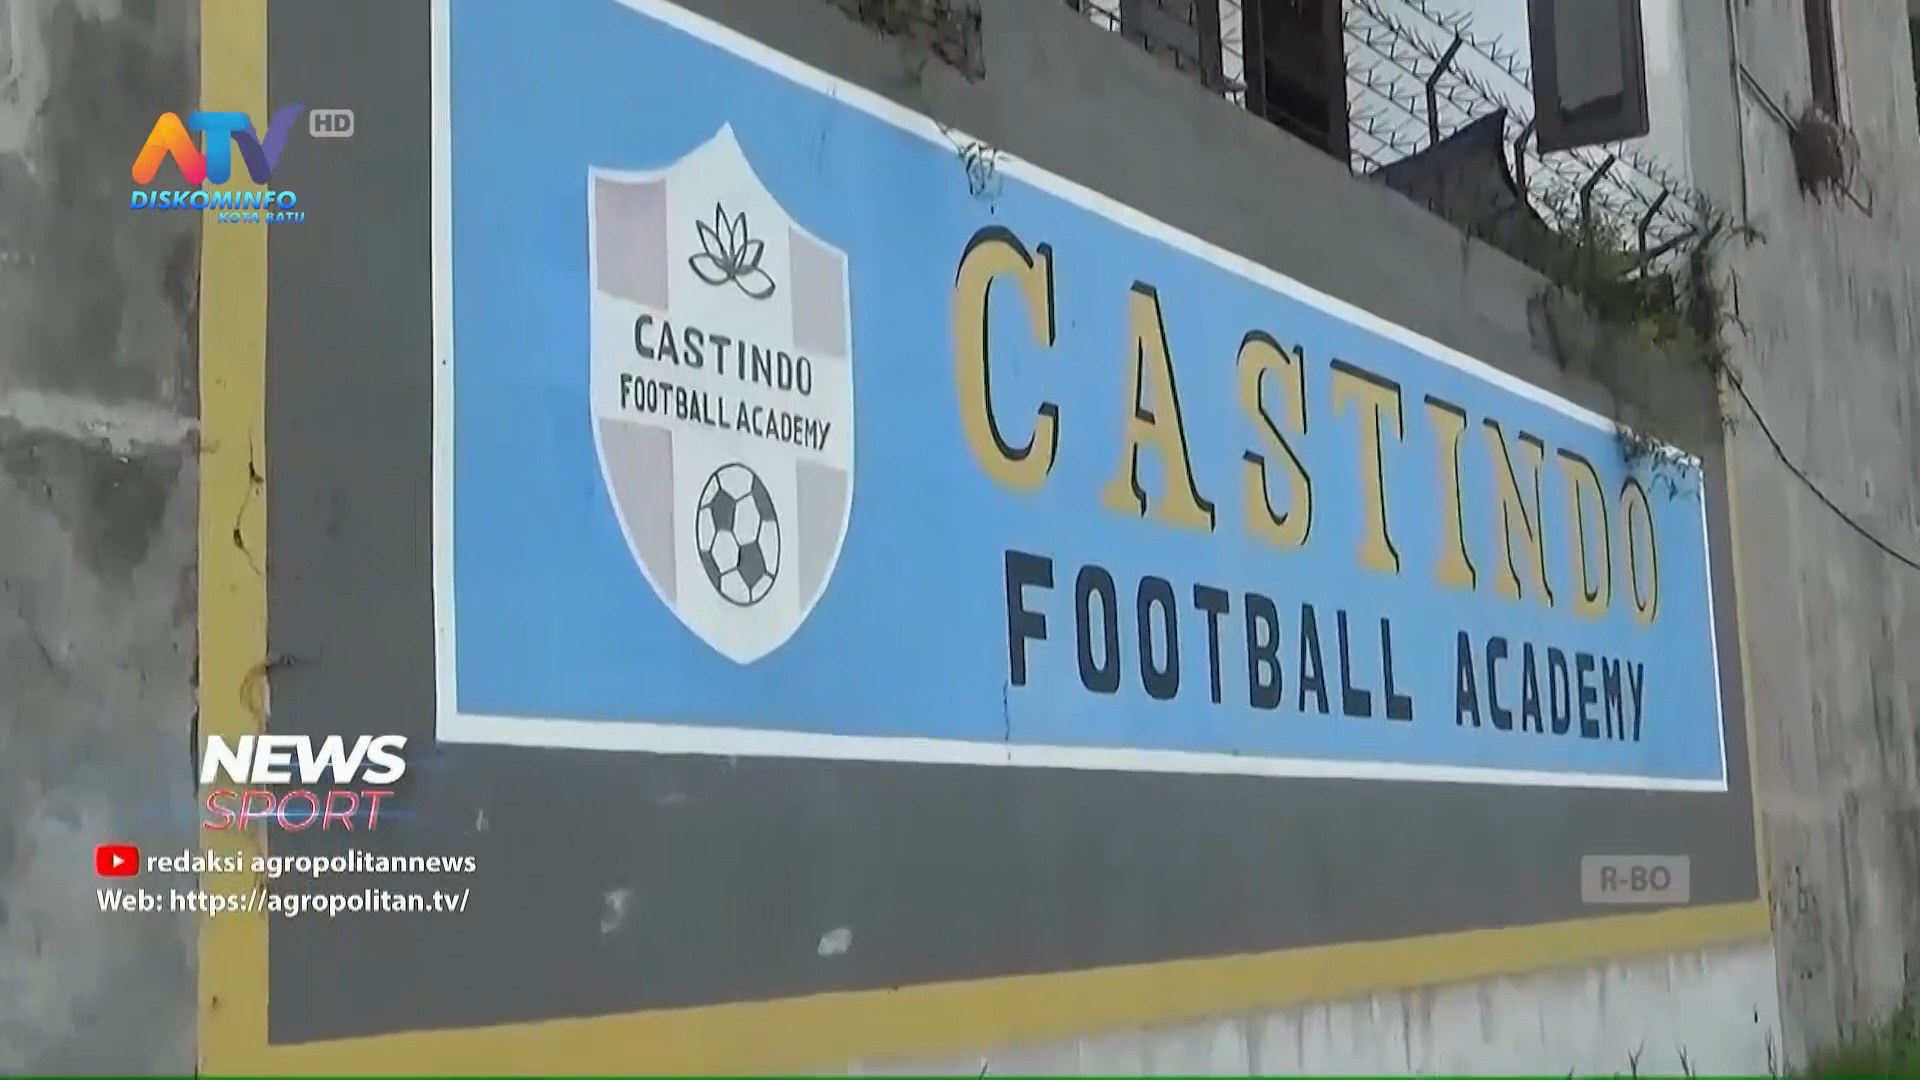 ATV HD
DISKOMINFO
KOTA BATU
CASTINDO
FOOTBALL ACADEMY
CASTINDO
FOOTBALL ACADEMY
NEWS
SPORT
redaksi agropolitannews
Web: https://agropolitan.tv/
R-BO